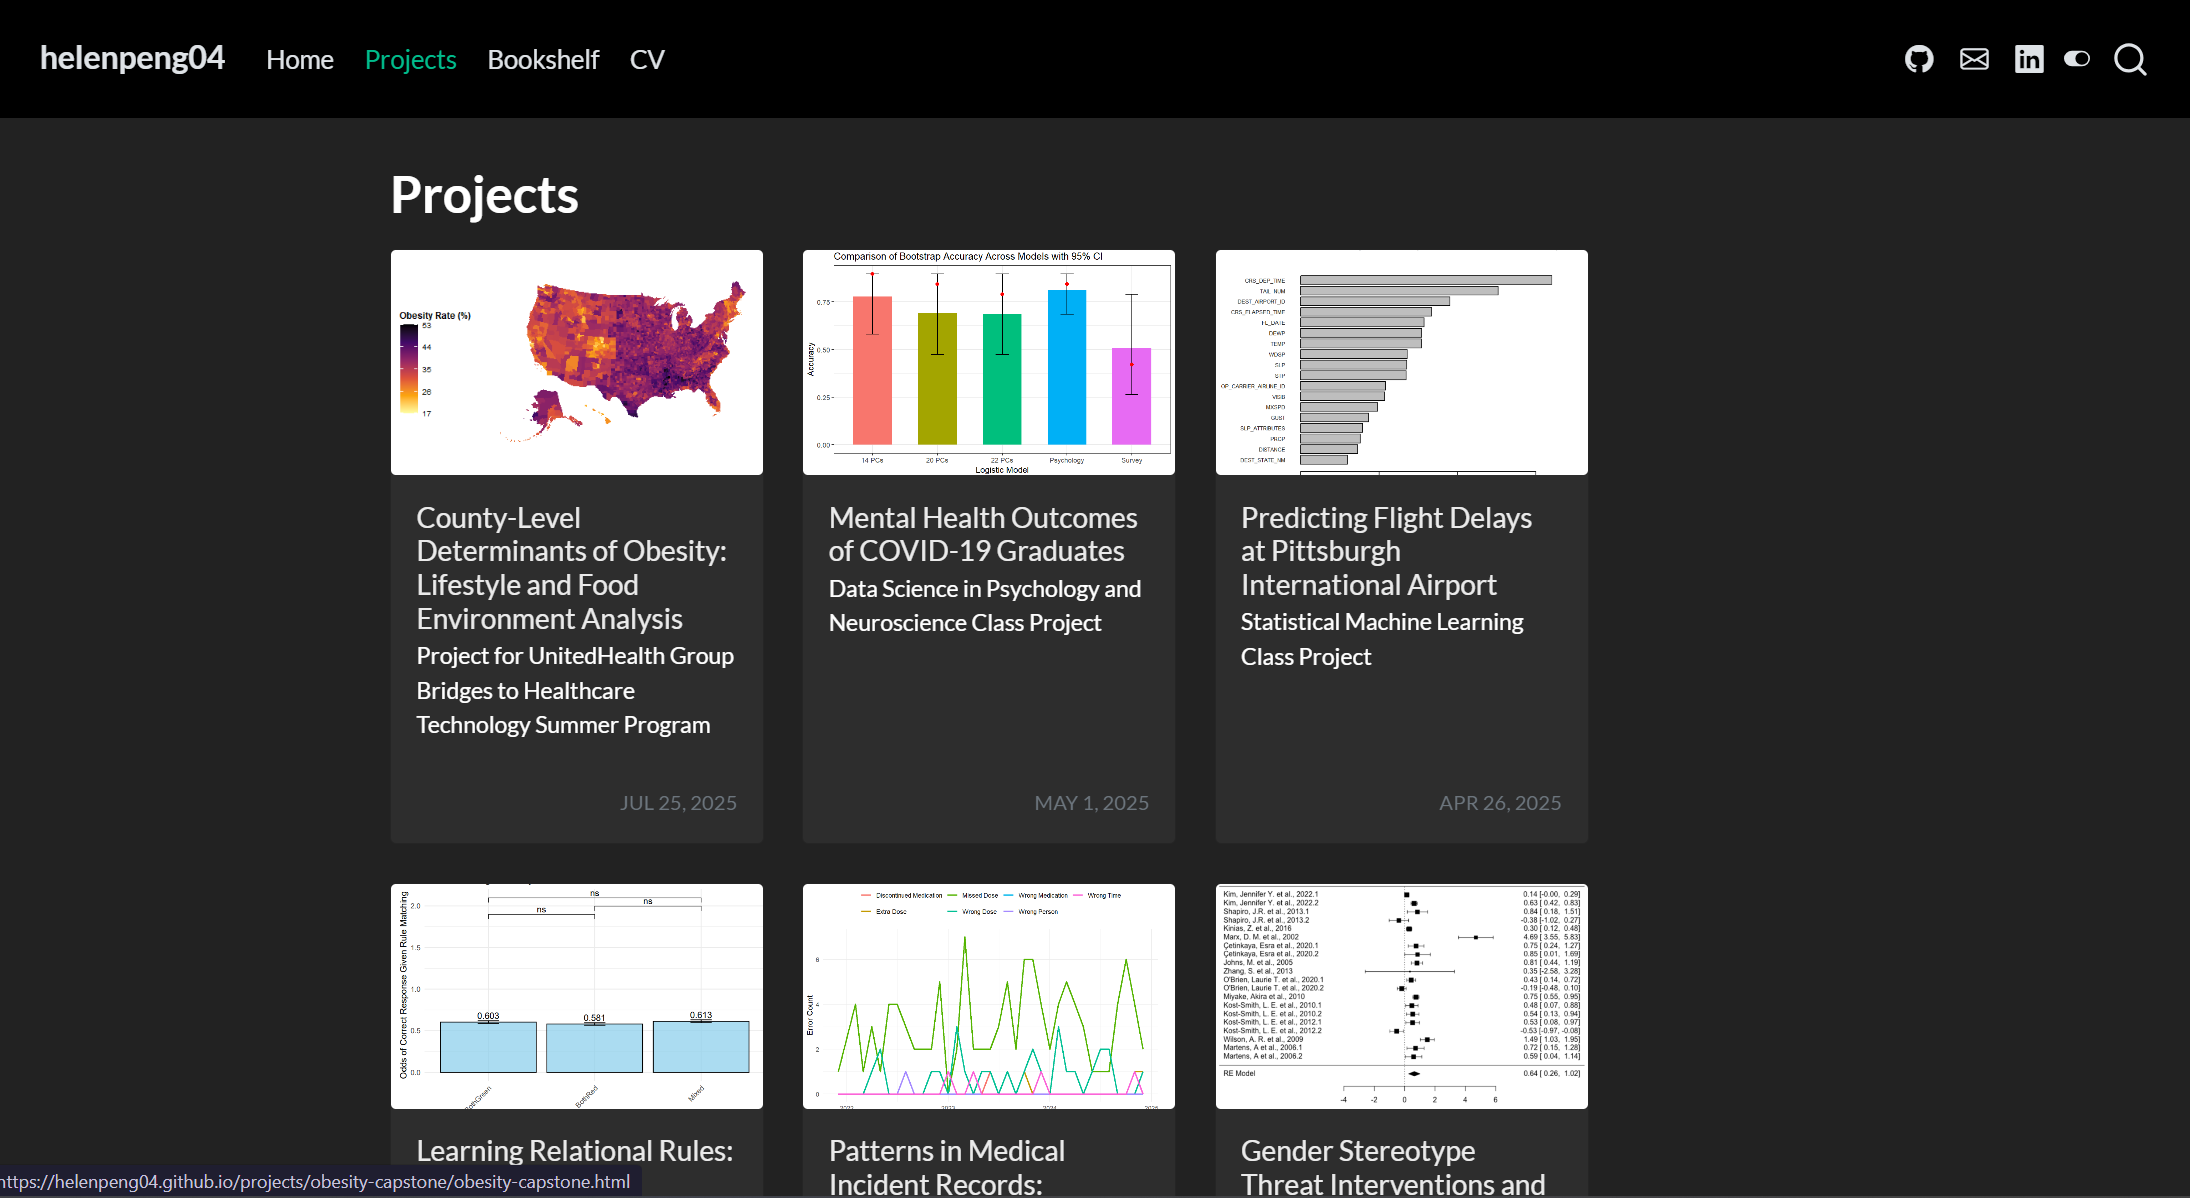 helenpeng04 Home Projects Bookshelf CV
Projects
Obesity Rate (%)
53
44
35
26
17
Comparison of Bootstrap Accuracy Across Models with 95% CI
Accuracy
0.75
0.50
0.25
0.00
14 PCs 20 PCs 22 PCs Psychology Survey
Logistic Model
CRS_DEP_TIME
TAIL_NUM
DEST_AIRPORT_ID
CRS_ELAPSED_TIME
FL_DATE
DEWP
TEMP
WDSP
SLP
STP
OP_CARRIER_AIRLINE_ID
VISIB
MXSPD
GUST
SLP_ATTRIBUTES
PRCP
DISTANCE
DEST_STATE_NM
County-Level
Determinants of Obesity:
Lifestyle and Food
Environment Analysis
Project for UnitedHealth Group
Bridges to Healthcare
Technology Summer Program
JUL 25, 2025
Mental Health Outcomes
of COVID-19 Graduates
Data Science in Psychology and
Neuroscience Class Project
MAY 1, 2025
Predicting Flight Delays
at Pittsburgh
International Airport
Statistical Machine Learning
Class Project
APR 26, 2025
Odds of Correct Response Given Rule Matching
ns
ns ns
2.0
1.5
1.0
0.5
0.0
0.603 0.581 0.613
BothRed Mixed
Discontinued Medication Missed Dose Wrong Medication Wrong Time
Extra Dose Wrong Dose Wrong Person
Error Count
6
4
2
0
Kim, Jennifer Y. et al., 2022.1 0.14 [-0.00, 0.29]
Kim, Jennifer Y. et al., 2022.2 0.63 [ 0.42, 0.83]
Shapiro, J.R. et al., 2013.1 0.84 [ 0.18, 1.51]
Shapiro, J.R. et al., 2013.2 -0.38 [-1.02, 0.27]
Kinias, Z. et al., 2016 0.30 [ 0.12, 0.48]
Marx, D. M. et al., 2002 4.69 [ 3.55, 5.83]
Çetinkaya, Esra et al., 2020.1 0.75 [ 0.24, 1.27]
Çetinkaya, Esra et al., 2020.2 0.85 [ 0.01, 1.69]
Johns, M. et al., 2005 0.81 [ 0.44, 1.19]
Zhang, S. et al., 2013 0.35 [-2.58, 3.28]
O'Brien, Laurie T. et al., 2020.1 0.43 [ 0.14, 0.72]
O'Brien, Laurie T. et al., 2020.2 -0.19 [-0.48, 0.10]
Miyake, Akira et al., 2010 0.75 [ 0.55, 0.95]
Kost-Smith, L. E. et al., 2010.1 0.48 [ 0.07, 0.88]
Kost-Smith, L. E. et al., 2010.2 0.54 [ 0.13, 0.94]
Kost-Smith, L. E. et al., 2012.1 0.53 [ 0.08, 0.97]
Kost-Smith, L. E. et al., 2012.2 -0.53 [-0.97, -0.08]
Wilson, A. R. et al., 2009 1.49 [ 1.03, 1.95]
Martens, A et al., 2006.1 0.72 [ 0.15, 1.28]
Martens, A et al., 2006.2 0.59 [ 0.04, 1.14]
RE Model 0.64 [ 0.26, 1.02]
-4 -2 0 2 4 6
Learning Relational Rules:
Patterns in Medical
Incident Records:
Gender Stereotype
Threat Interventions and
https://helenpeng04.github.io/projects/obesity-capstone/obesity-capstone.html